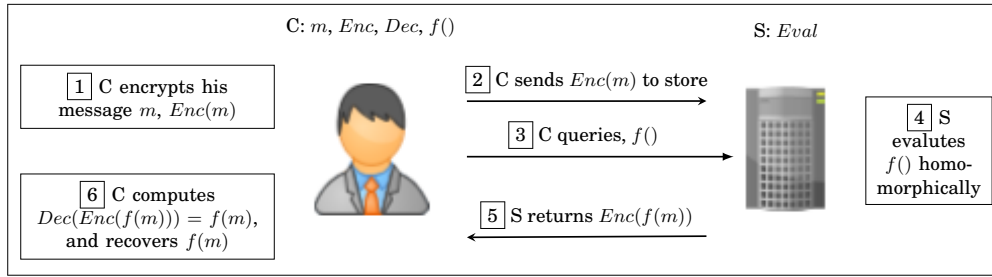 C: m, Enc, Dec, f()
S: Eval
1 C encrypts his
message m, Enc(m)
2 C sends Enc(m) to store
3 C queries, f()
4 S
evalutes
f() homo-
morphically
5 S returns Enc(f(m))
6 C computes
Dec(Enc(f(m))) = f(m),
and recovers f(m)